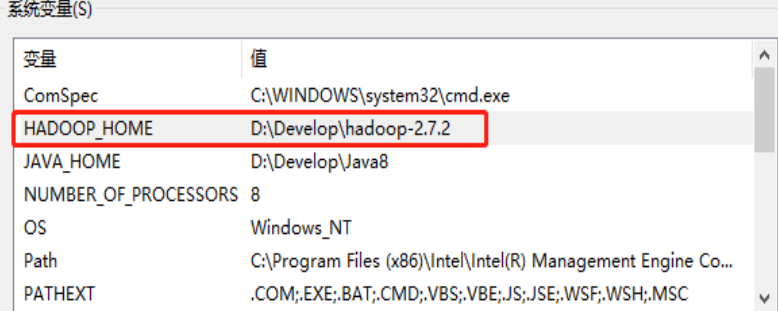 系统变量(S)
变量 值
ComSpec C:\WINDOWS\system32\cmd.exe
HADOOP_HOME D:\Develop\hadoop-2.7.2
JAVA_HOME D:\Develop\Java8
NUMBER_OF_PROCESSORS 8
OS Windows_NT
Path C:\Program Files (x86)\Intel\Intel(R) Management Engine Co...
PATHEXT .COM;.EXE;.BAT;.CMD;.VBS;.VBE;.JS;.JSE;.WSF;.WSH;.MSC